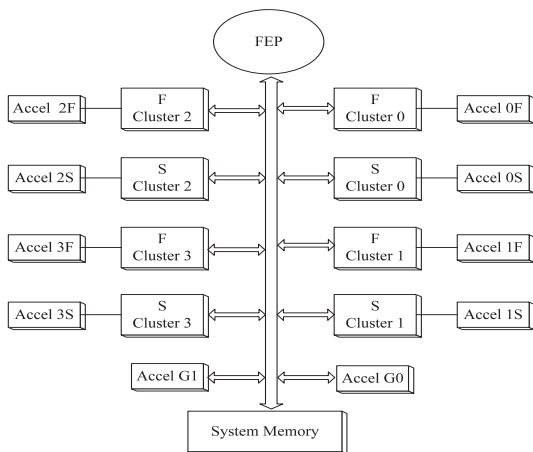 FEP
Accel 2F
F
Cluster 2
F
Cluster 0
Accel 0F
Accel 2S
S
Cluster 2
S
Cluster 0
Accel 0S
Accel 3F
F
Cluster 3
F
Cluster 1
Accel 1F
Accel 3S
S
Cluster 3
S
Cluster 1
Accel 1S
Accel G1
Accel G0
System Memory